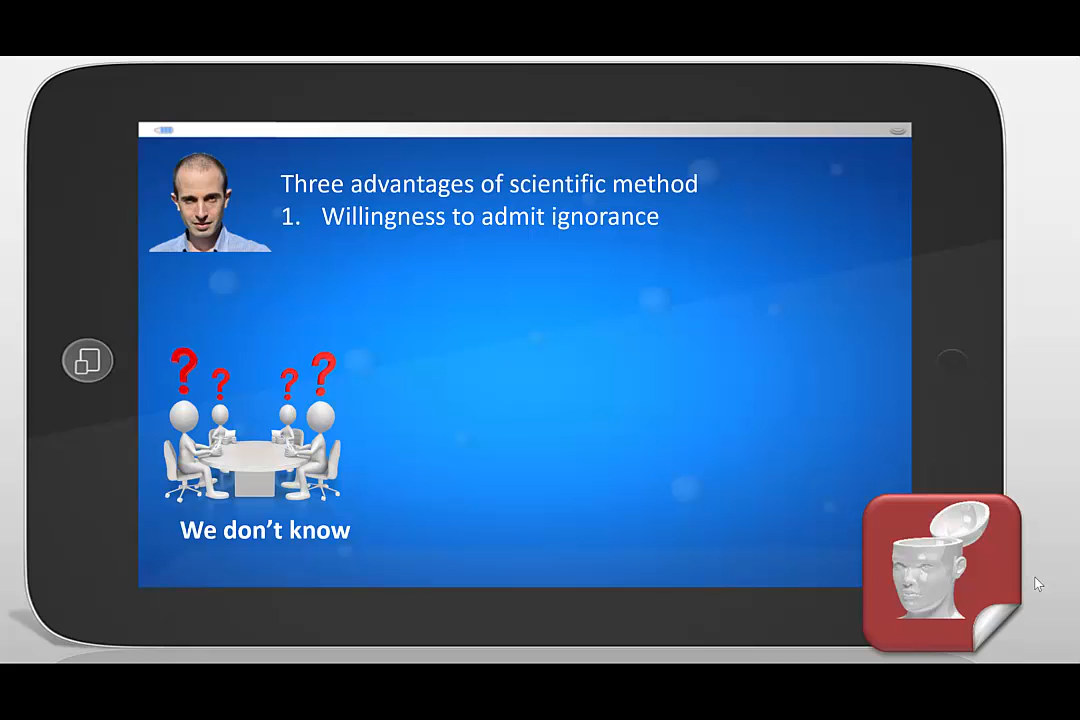 Three advantages of scientific method
1. Willingness to admit ignorance
? ? ? ?
We don’t know